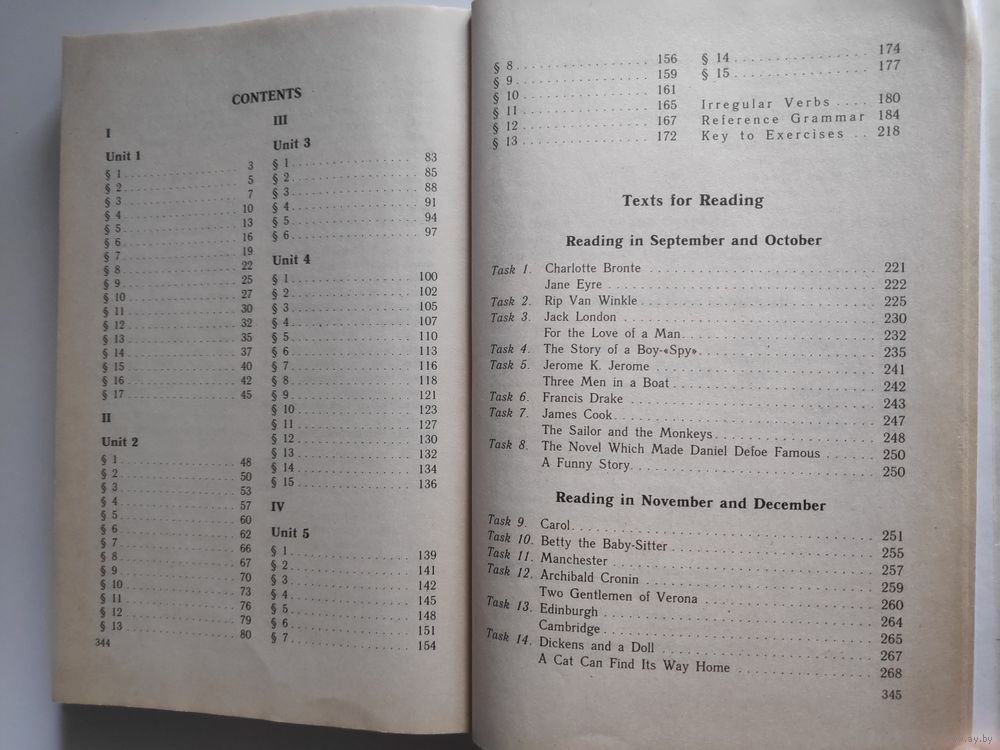 CONTENTS
I
Unit 1
§ 1 3
§ 2 5
§ 3 7
§ 4 10
§ 5 13
§ 6 16
§ 7 19
§ 8 22
§ 9 25
§ 10 27
§ 11 30
§ 12 32
§ 13 35
§ 14 37
§ 15 40
§ 16 42
§ 17 45
II
Unit 2
§ 1 48
§ 2 50
§ 3 53
§ 4 57
§ 5 60
§ 6 62
§ 7 66
§ 8 67
§ 9 70
§ 10 73
§ 11 76
§ 12 79
§ 13 80
344
III
Unit 3
§ 1 83
§ 2 85
§ 3 88
§ 4 91
§ 5 94
§ 6 97
Unit 4
§ 1 100
§ 2 102
§ 3 105
§ 4 107
§ 5 110
§ 6 113
§ 7 116
§ 8 118
§ 9 121
§ 10 123
§ 11 127
§ 12 130
§ 13 132
§ 14 134
§ 15 136
IV
Unit 5
§ 1 139
§ 2 141
§ 3 142
§ 4 145
§ 5 148
§ 6 151
§ 7 154
§ 8 156
§ 9 159
§ 10 161
§ 11 165
§ 12 167
§ 13 172
§ 14 174
§ 15 177
Irregular Verbs 180
Reference Grammar 184
Key to Exercises 218
Texts for Reading
Reading in September and October
Task 1. Charlotte Bronte 221
Jane Eyre 222
Task 2. Rip Van Winkle 225
Task 3. Jack London 230
For the Love of a Man 232
Task 4. The Story of a Boy-«Spy» 235
Task 5. Jerome K. Jerome 241
Three Men in a Boat 242
Task 6. Francis Drake 243
Task 7. James Cook 247
The Sailor and the Monkeys 248
Task 8. The Novel Which Made Daniel Defoe Famous 250
A Funny Story 250
Reading in November and December
Task 9. Carol 251
Task 10. Betty the Baby-Sitter 255
Task 11. Manchester 257
Task 12. Archibald Cronin 259
Two Gentlemen of Verona 260
Task 13. Edinburgh 264
Cambridge 265
Task 14. Dickens and a Doll 267
A Cat Can Find Its Way Home 268
345